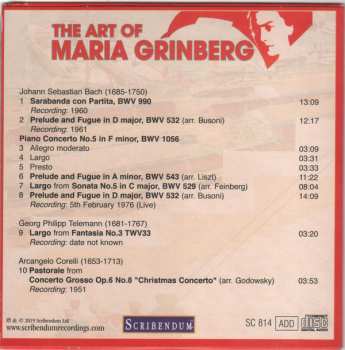 THE ART OF
MARIA GRINBERG
Johann Sebastian Bach (1685-1750)
1 Sarabanda con Partita, BWV 990 13:09
Recording: 1960
2 Prelude and Fugue in D major, BWV 532 (arr. Busoni) 12:17
Recording: 1961
Piano Concerto No.5 in F minor, BWV 1056
3 Allegro moderato 03:09
4 Largo 03:31
5 Presto 03:33
6 Prelude and Fugue in A minor, BWV 543 (arr. Liszt) 11:22
7 Largo from Sonata No.5 in C major, BWV 529 (arr. Feinberg) 08:04
8 Prelude and Fugue in D major, BWV 532 (arr. Busoni) 14:09
Recording: 5th February 1976 (Live)
Georg Philipp Telemann (1681-1767)
9 Largo from Fantasia No.3 TWV33 03:20
Recording: date not known
Arcangelo Corelli (1653-1713)
10 Pastorale from
Concerto Grosso Op.6 No.8 "Christmas Concerto" (arr. Godowsky) 03:53
Recording: 1951
℗ & © 2019 Scribendum Ltd
www.scribendumrecordings.com
SCRIBENDUM
SC 814 ADD